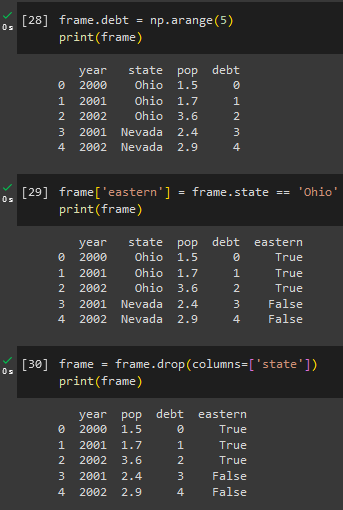 [28] frame.debt = np.arange(5)
0s print(frame)
year state pop debt
0 2000 Ohio 1.5 0
1 2001 Ohio 1.7 1
2 2002 Ohio 3.6 2
3 2001 Nevada 2.4 3
4 2002 Nevada 2.9 4
[29] frame['eastern'] = frame.state == 'Ohio'
0s print(frame)
year state pop debt eastern
0 2000 Ohio 1.5 0 True
1 2001 Ohio 1.7 1 True
2 2002 Ohio 3.6 2 True
3 2001 Nevada 2.4 3 False
4 2002 Nevada 2.9 4 False
[30] frame = frame.drop(columns=['state'])
0s print(frame)
year pop debt eastern
0 2000 1.5 0 True
1 2001 1.7 1 True
2 2002 3.6 2 True
3 2001 2.4 3 False
4 2002 2.9 4 False